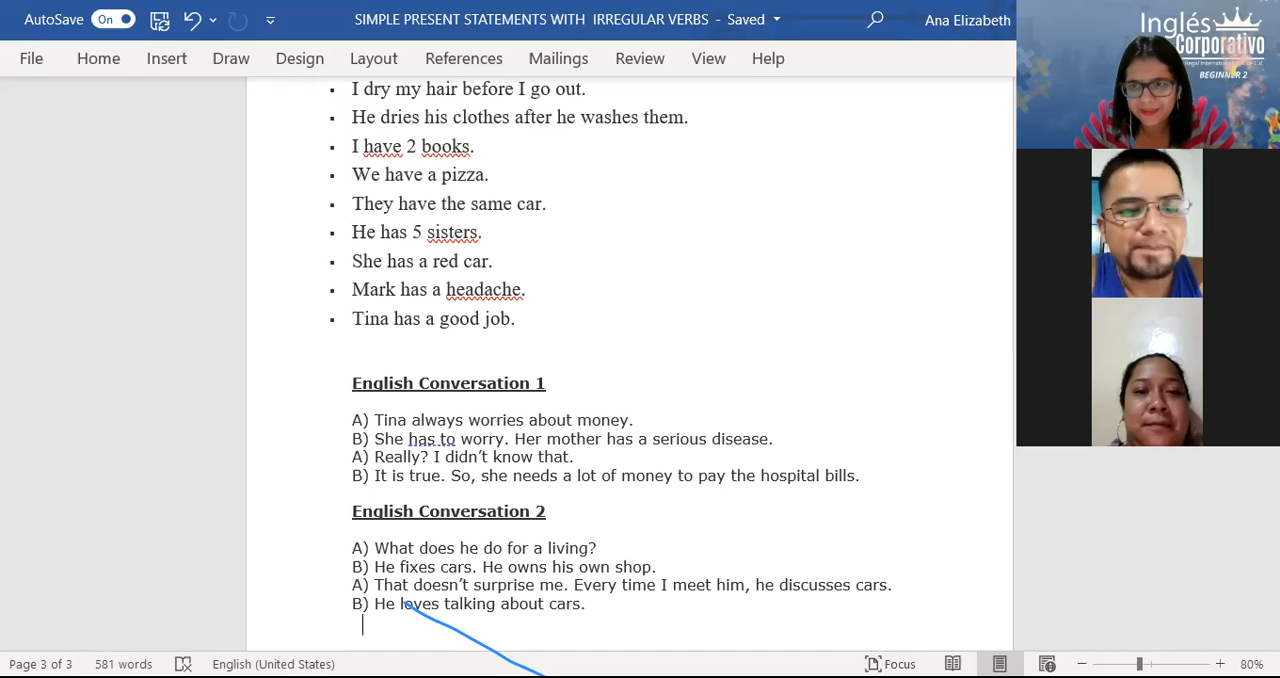 AutoSave On SIMPLE PRESENT STATEMENTS WITH IRREGULAR VERBS - Saved Ana Elizabeth
File Home Insert Draw Design Layout References Mailings Review View Help
Inglés
Corporativo
BEGINNER 2
▪ I dry my hair before I go out.
▪ He dries his clothes after he washes them.
▪ I have 2 books.
▪ We have a pizza.
▪ They have the same car.
▪ He has 5 sisters.
▪ She has a red car.
▪ Mark has a headache.
▪ Tina has a good job.
English Conversation 1
A) Tina always worries about money.
B) She has to worry. Her mother has a serious disease.
A) Really? I didn’t know that.
B) It is true. So, she needs a lot of money to pay the hospital bills.
English Conversation 2
A) What does he do for a living?
B) He fixes cars. He owns his own shop.
A) That doesn’t surprise me. Every time I meet him, he discusses cars.
B) He loves talking about cars.
Page 3 of 3 581 words English (United States) Focus 80%